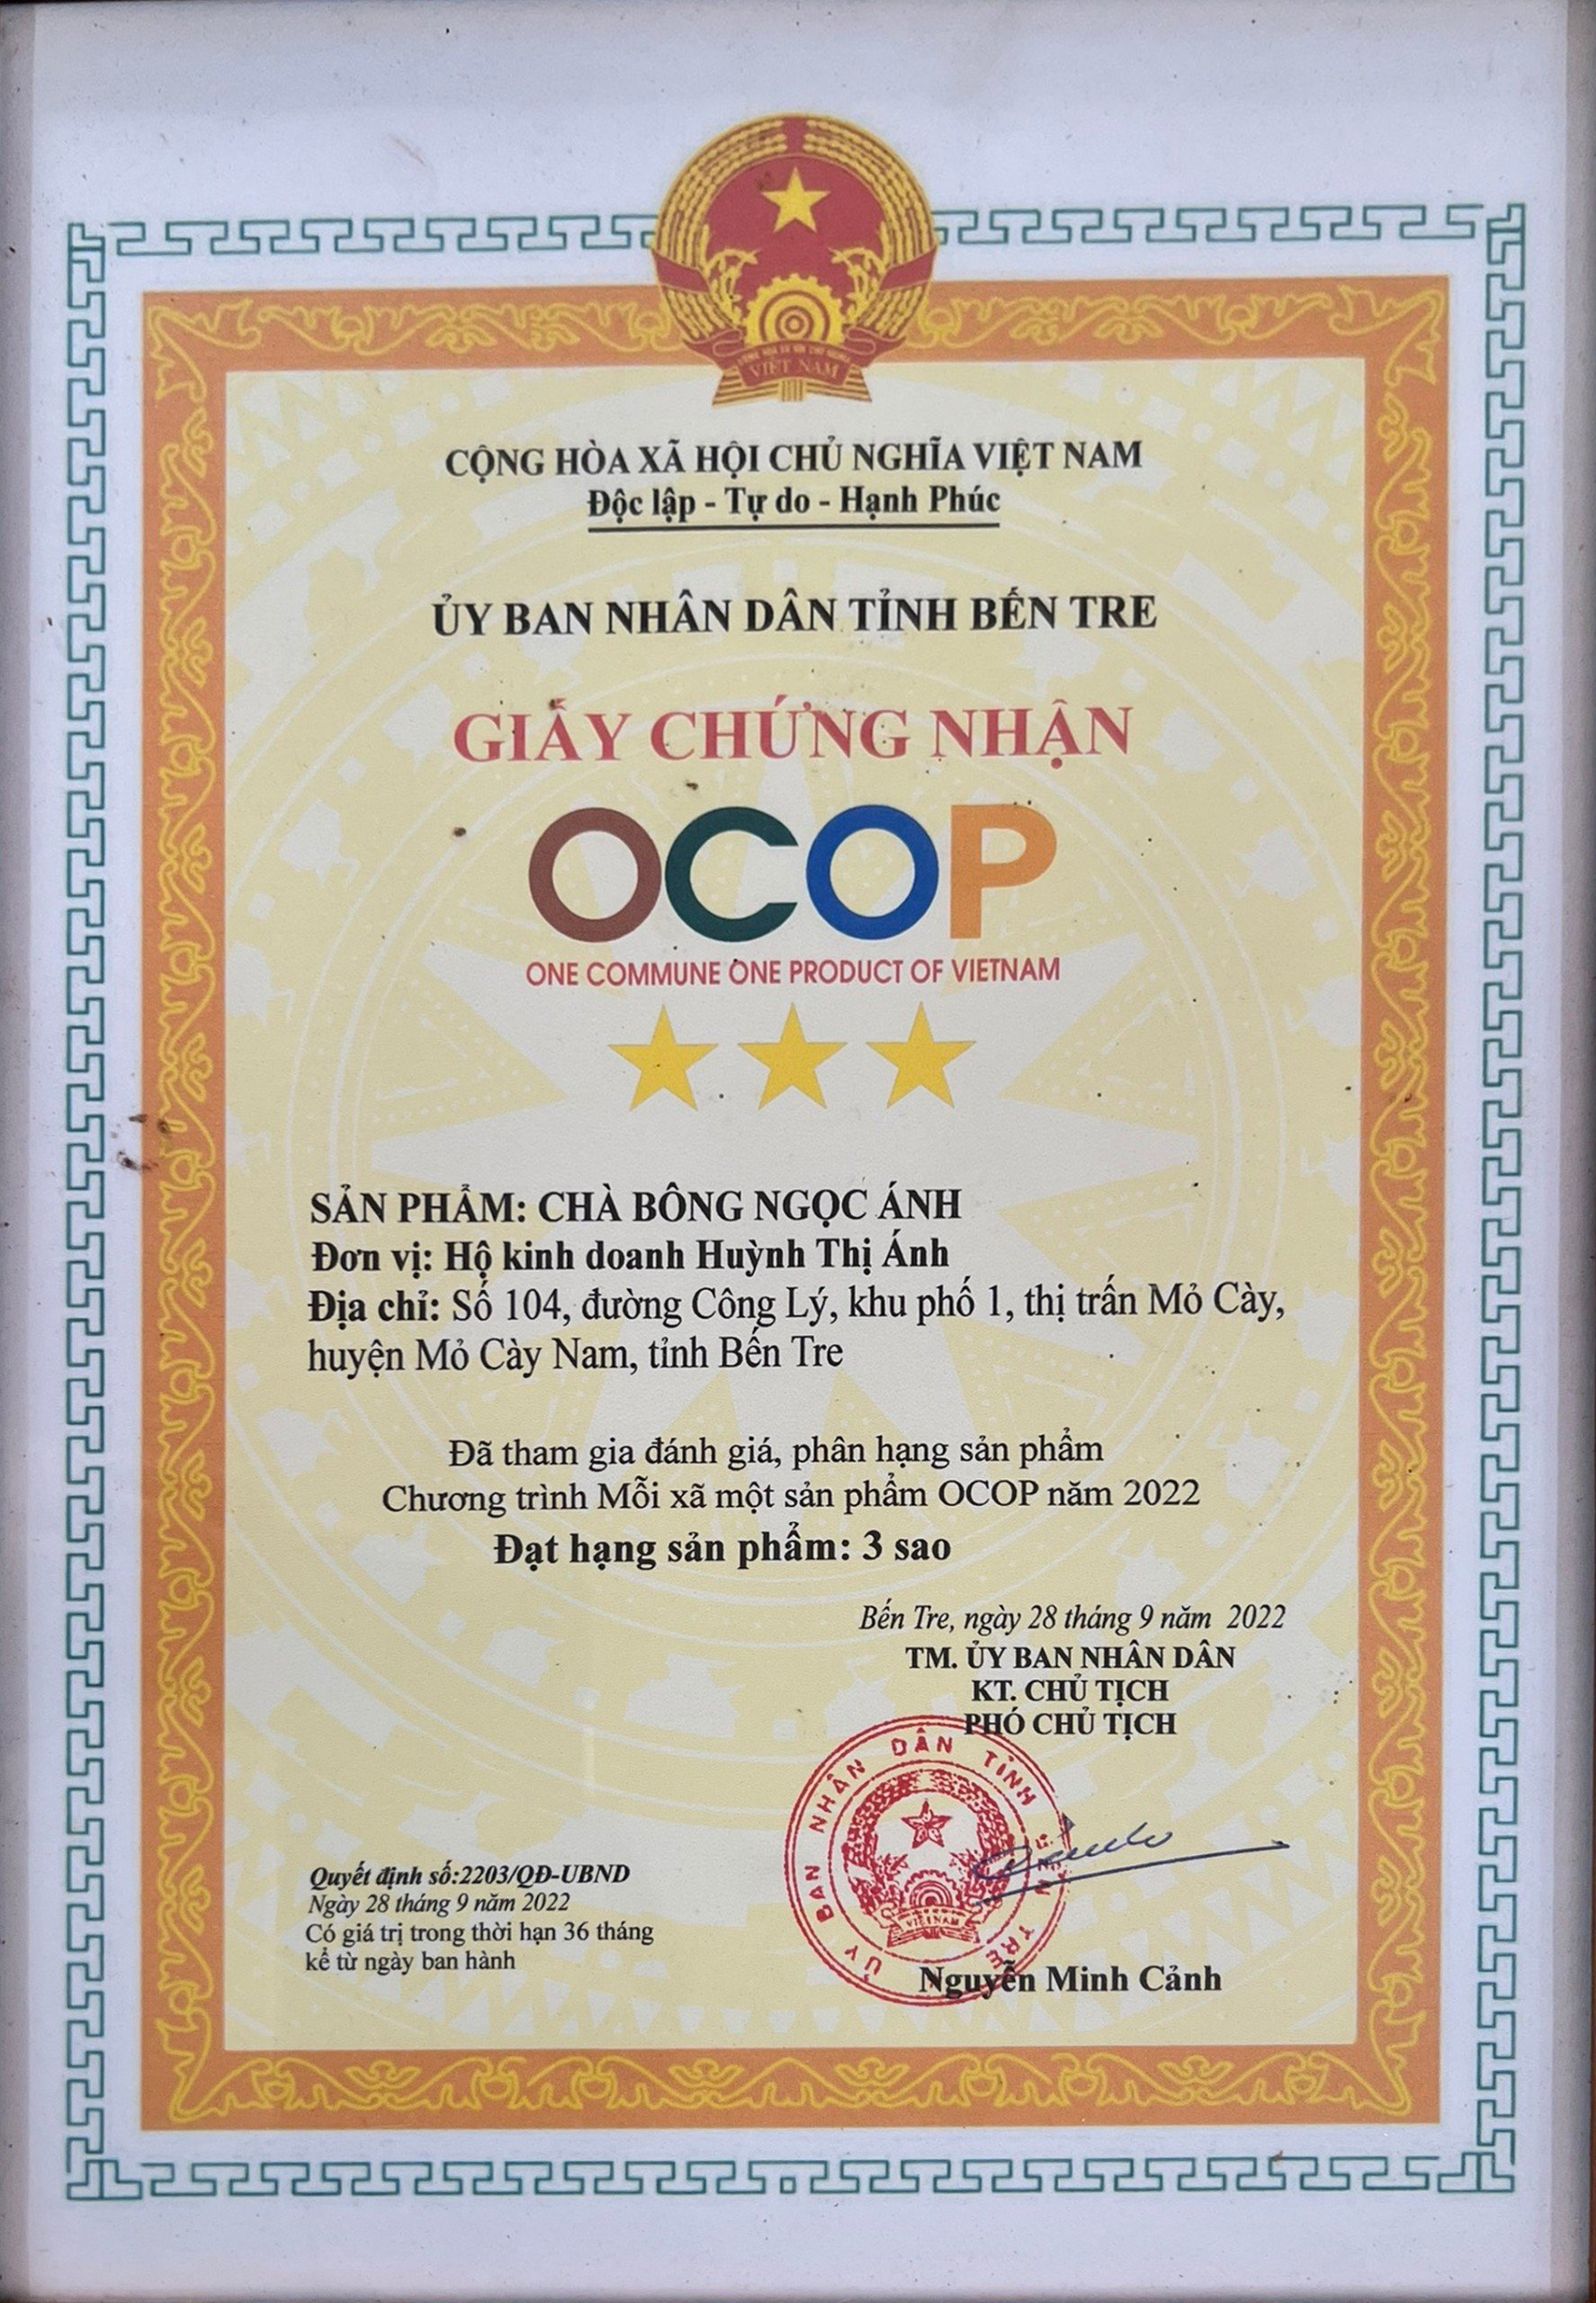 VIỆT NAM
CỘNG HÒA XÃ HỘI CHỦ NGHĨA VIỆT NAM
Độc lập - Tự do - Hạnh Phúc
ỦY BAN NHÂN DÂN TỈNH BẾN TRE
GIẤY CHỨNG NHẬN
OCOP
ONE COMMUNE ONE PRODUCT OF VIETNAM
SẢN PHẨM: CHÀ BÔNG NGỌC ÁNH
Đơn vị: Hộ kinh doanh Huỳnh Thị Ánh
Địa chỉ: Số 104, đường Công Lý, khu phố 1, thị trấn Mỏ Cày,
huyện Mỏ Cày Nam, tỉnh Bến Tre
Đã tham gia đánh giá, phân hạng sản phẩm
Chương trình Mỗi xã một sản phẩm OCOP năm 2022
Đạt hạng sản phẩm: 3 sao
Bến Tre, ngày 28 tháng 9 năm 2022
TM. ỦY BAN NHÂN DÂN
KT. CHỦ TỊCH
PHÓ CHỦ TỊCH
ỦY BAN NHÂN DÂN TỈNH TRE
VIỆT NAM
Quyết định số:2203/QĐ-UBND
Ngày 28 tháng 9 năm 2022
Có giá trị trong thời hạn 36 tháng
kể từ ngày ban hành
Nguyễn Minh Cảnh